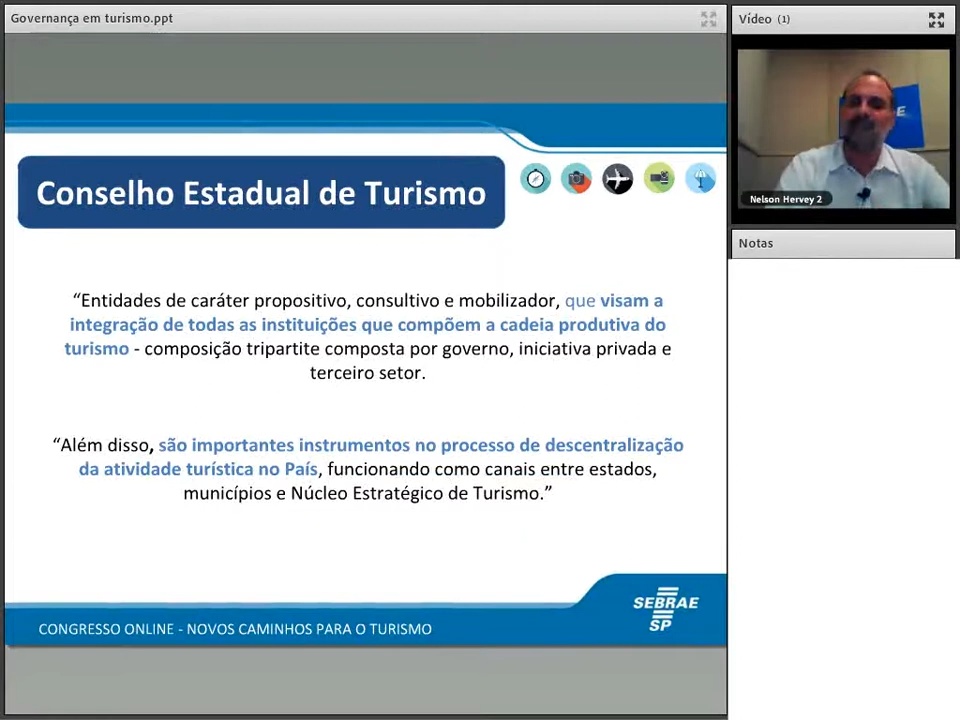 Governança em turismo.ppt
Vídeo (1)
E
Nelson Hervey 2
Notas
Conselho Estadual de Turismo
“Entidades de caráter propositivo, consultivo e mobilizador, que visam a
integração de todas as instituições que compõem a cadeia produtiva do
turismo - composição tripartite composta por governo, iniciativa privada e
terceiro setor.
“Além disso, são importantes instrumentos no processo de descentralização
da atividade turística no País, funcionando como canais entre estados,
municípios e Núcleo Estratégico de Turismo.”
SEBRAE
SP
CONGRESSO ONLINE - NOVOS CAMINHOS PARA O TURISMO